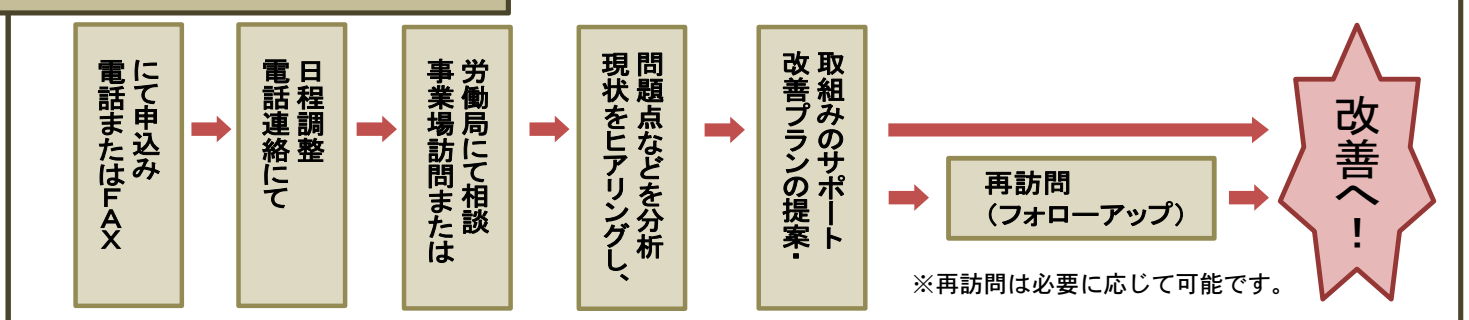 電話またはＦＡＸ
にて申込み
電話連絡にて
日程調整
事業場訪問または
労働局にて相談
現状をヒアリングし、
問題点などを分析
改善プランの提案・
取組みのサポート
再訪問
（フォローアップ）
※再訪問は必要に応じて可能です。
改善へ！